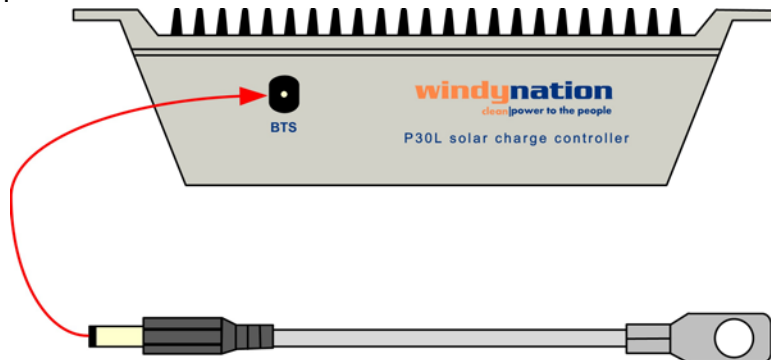 windynation
clean|power to the people
BTS
P30L solar charge controller